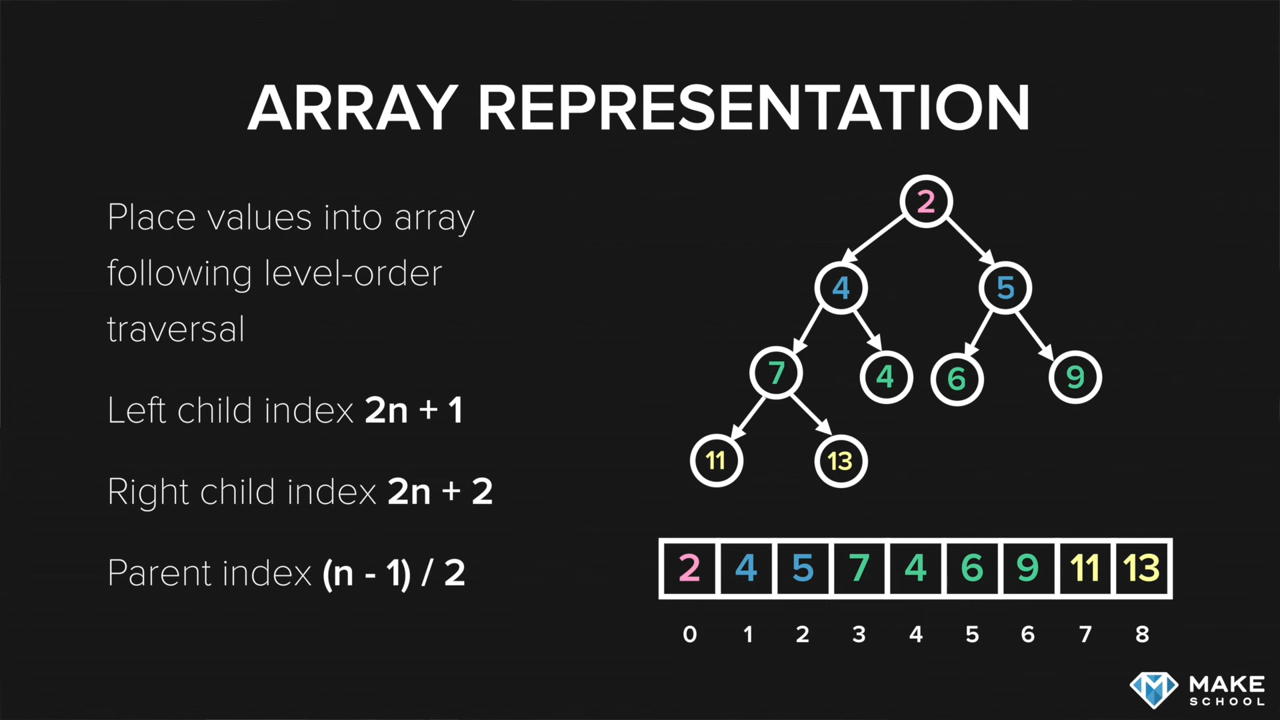 ARRAY REPRESENTATION
Place values into array
following level-order
traversal
Left child index 2n + 1
Right child index 2n + 2
Parent index (n - 1) / 2
2
4 5
7 4 6 9
11 13
2 4 5 7 4 6 9 11 13
0 1 2 3 4 5 6 7 8
MAKE
SCHOOL